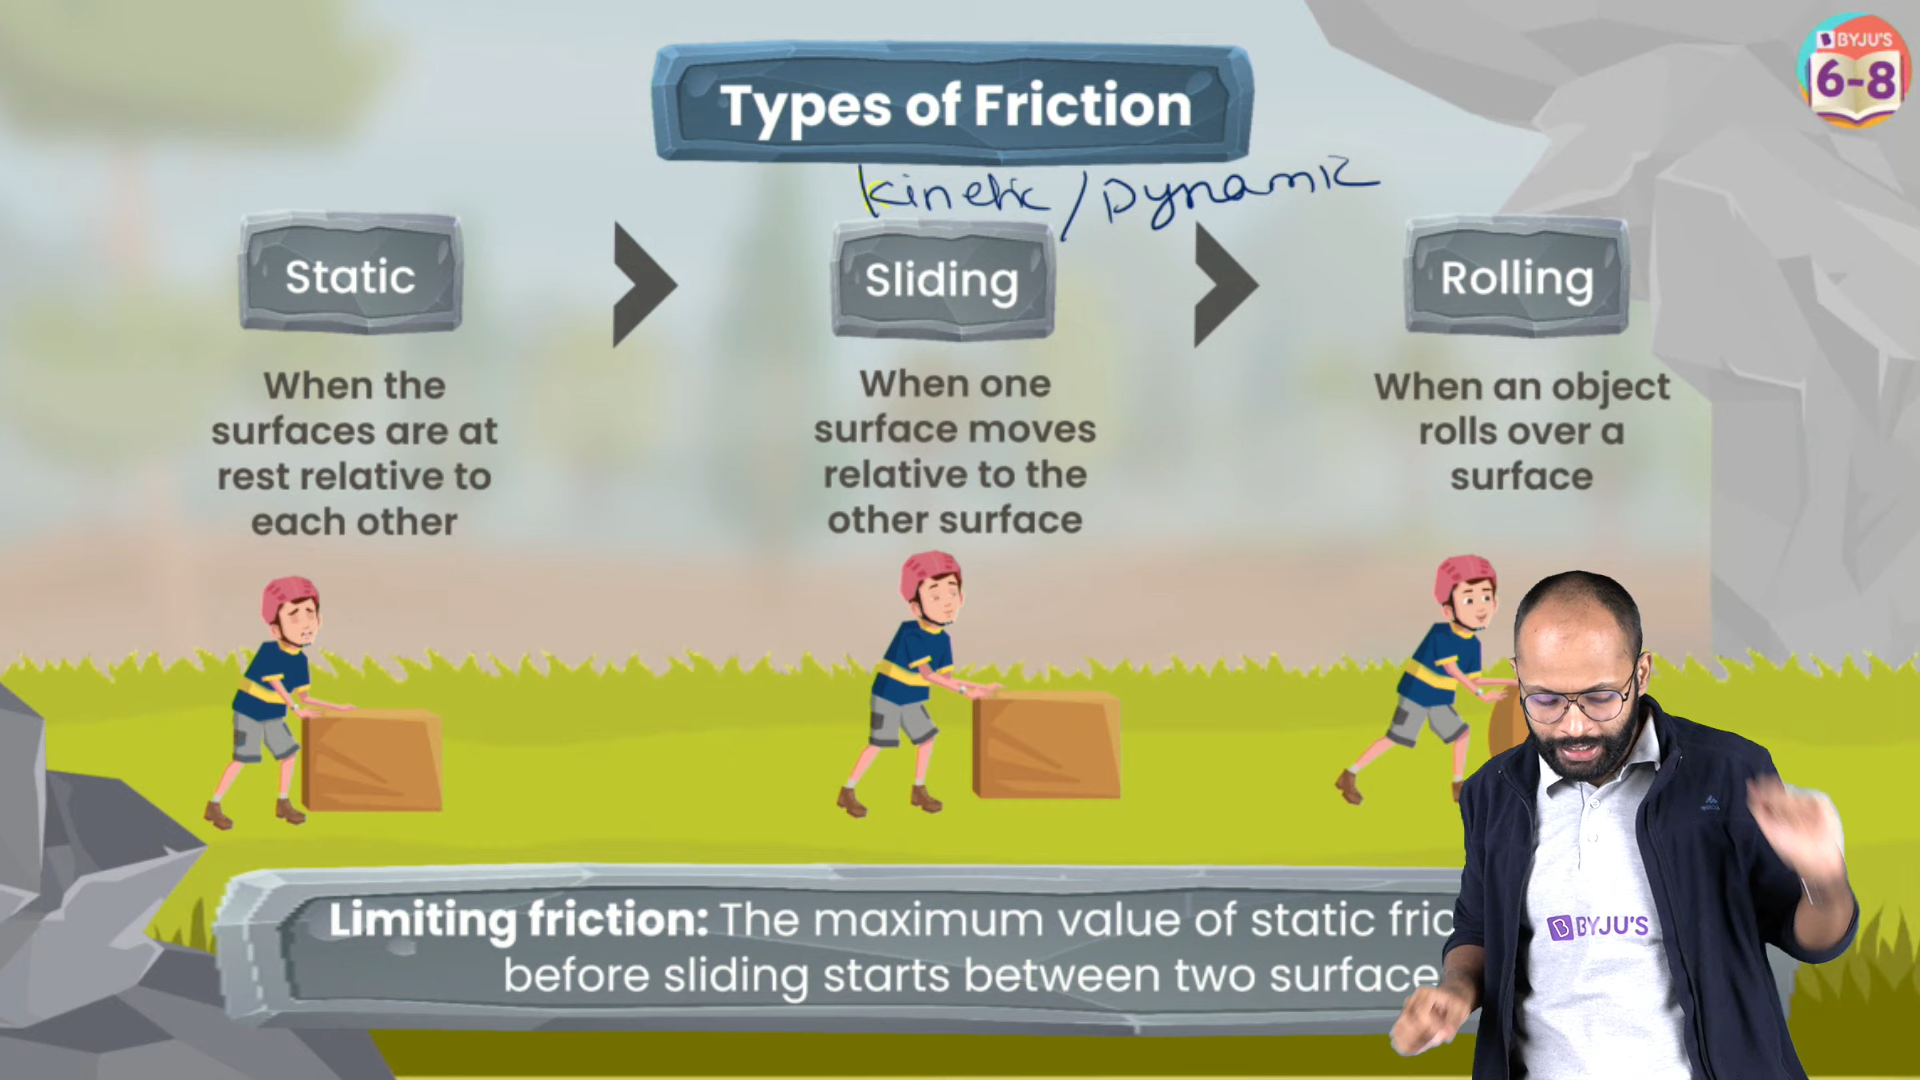 BYJU'S
6-8
Types of Friction
Kinetic / Dynamic
Static
Sliding
Rolling
When the
surfaces are at
rest relative to
each other
When one
surface moves
relative to the
other surface
When an object
rolls over a
surface
Limiting friction: The maximum value of static fric
before sliding starts between two surface
BYJU'S